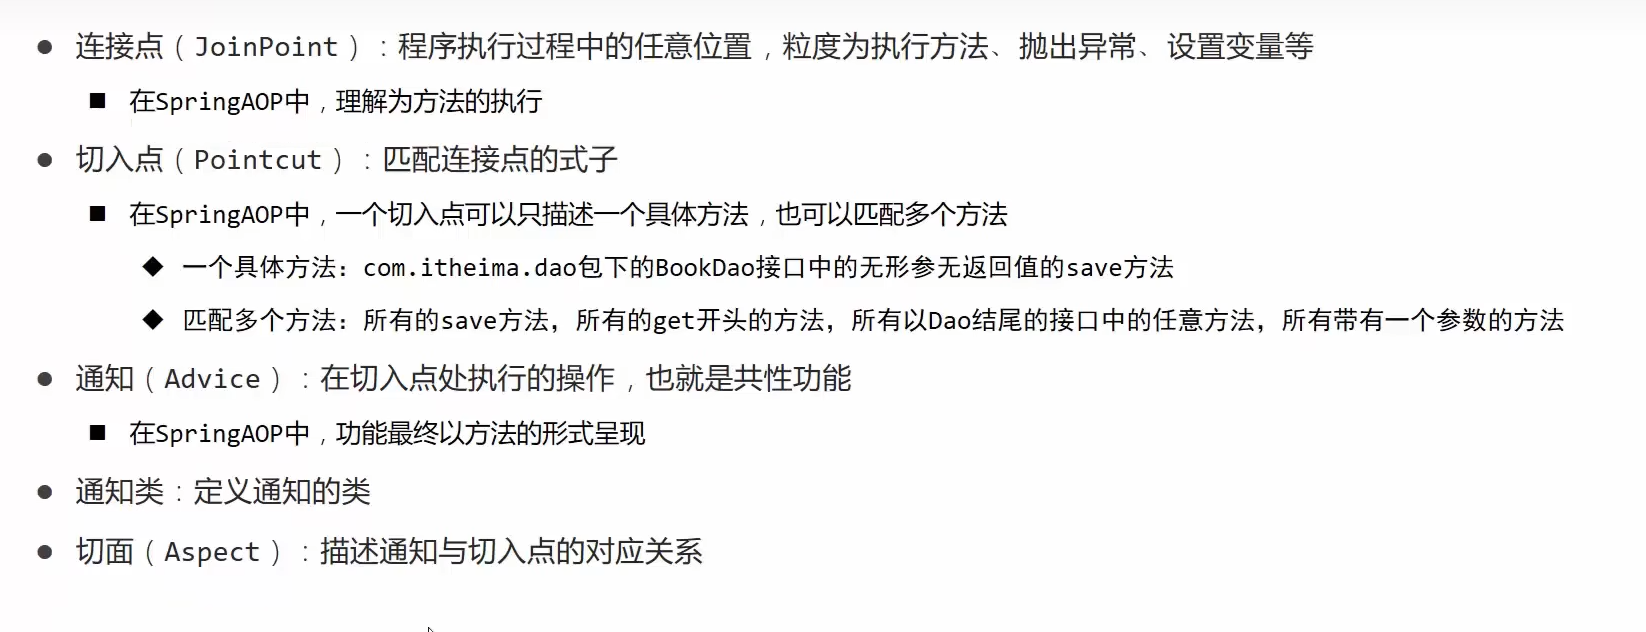 连接点（JoinPoint）：程序执行过程中的任意位置，粒度为执行方法、抛出异常、设置变量等
在SpringAOP中，理解为方法的执行
切入点（Pointcut）：匹配连接点的式子
在SpringAOP中，一个切入点可以只描述一个具体方法，也可以匹配多个方法
一个具体方法：com.itheima.dao包下的BookDao接口中的无形参无返回值的save方法
匹配多个方法：所有的save方法，所有的get开头的方法，所有以Dao结尾的接口中的任意方法，所有带有一个参数的方法
通知（Advice）：在切入点处执行的操作，也就是共性功能
在SpringAOP中，功能最终以方法的形式呈现
通知类：定义通知的类
切面（Aspect）：描述通知与切入点的对应关系